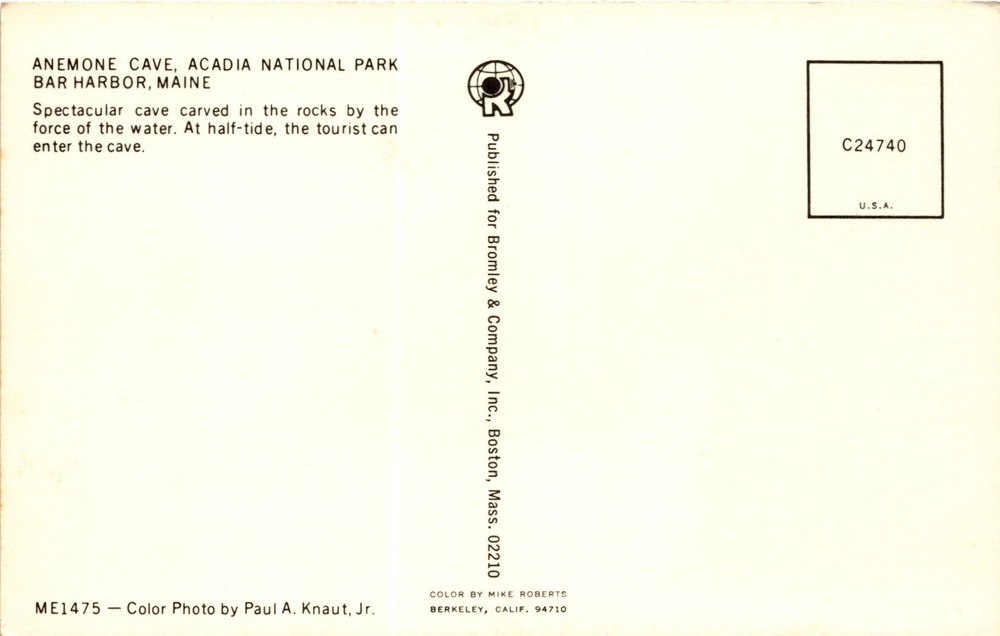 ANEMONE CAVE, ACADIA NATIONAL PARK
BAR HARBOR, MAINE
Spectacular cave carved in the rocks by the
force of the water. At half-tide, the tourist can
enter the cave.
ME1475 — Color Photo by Paul A. Knaut, Jr.
R
Published for Bromley & Company, Inc., Boston, Mass. 02210
COLOR BY MIKE ROBERTS
BERKELEY, CALIF. 94710
C24740
U.S.A.